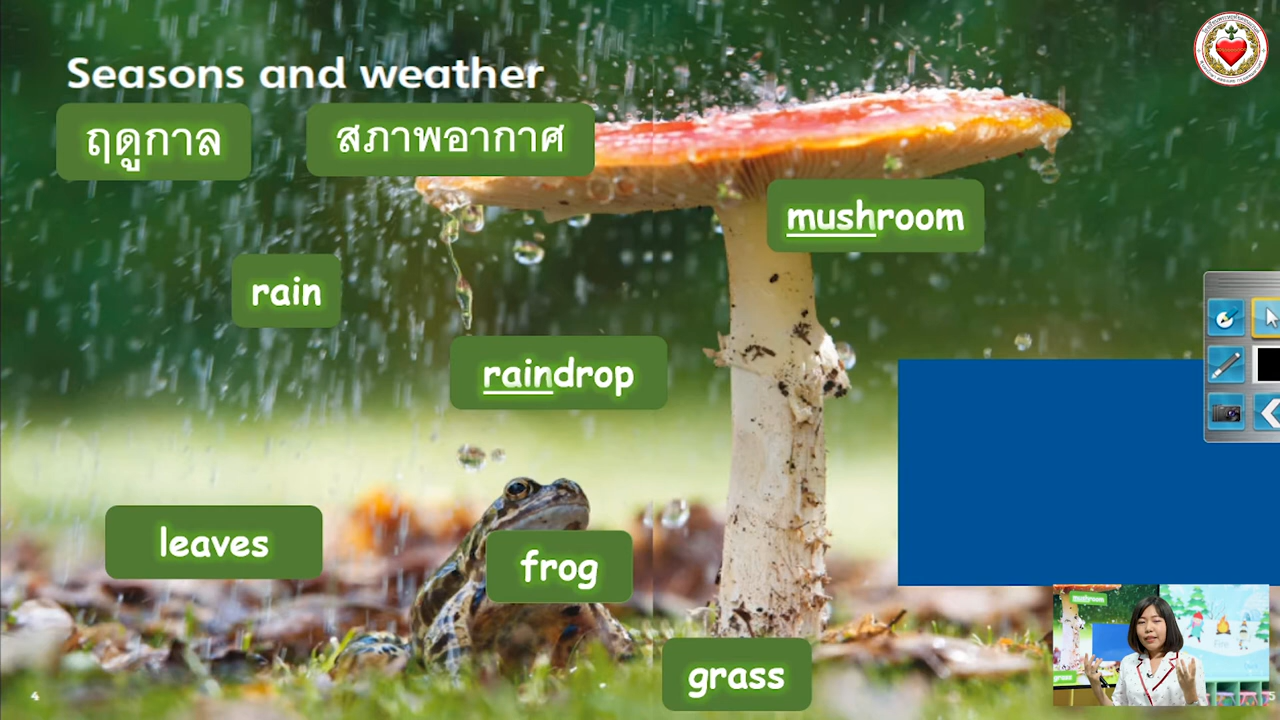 Seasons and weather
ฤดูกาล
สภาพอากาศ
mushroom
rain
raindrop
leaves
frog
grass
4